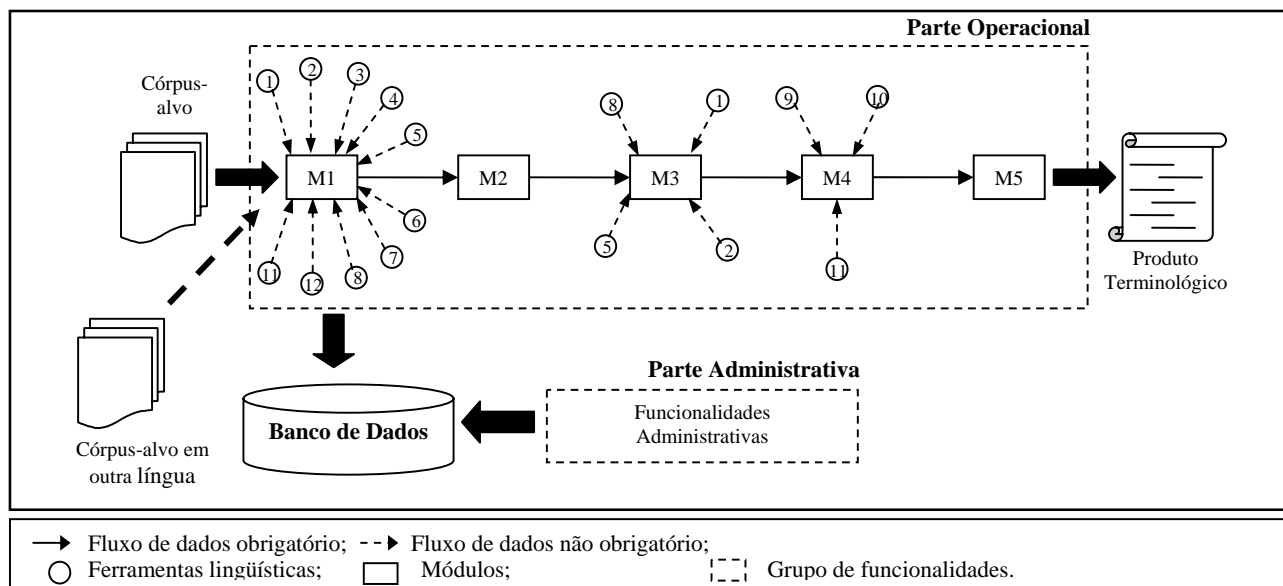 Parte Operacional
Córpus-
alvo
1
2
3
4
5
6
7
8
12
11
8
1
5
2
9
10
11
M1
M2
M3
M4
M5
Produto
Terminológico
Parte Administrativa
Funcionalidades
Administrativas
Banco de Dados
Córpus-alvo em
outra língua
Fluxo de dados obrigatório; Fluxo de dados não obrigatório;
Ferramentas lingüísticas; Módulos; Grupo de funcionalidades.